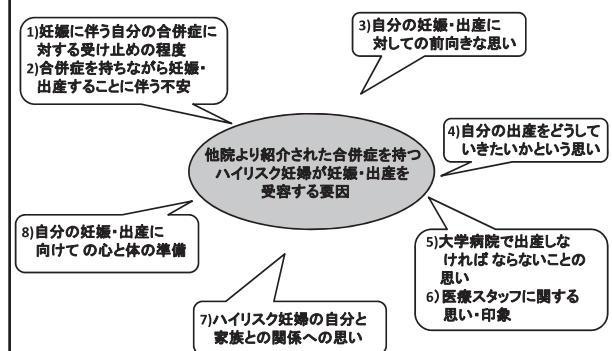 1)妊娠に伴う自分の合併症に
対する受け止めの程度
2)合併症を持ちながら妊娠・
出産することに伴う不安
3)自分の妊娠・出産に
対しての前向きな思い
他院より紹介された合併症を持つ
ハイリスク妊婦が妊娠・出産を
受容する要因
4)自分の出産をどうして
いきたいかという思い
5)大学病院で出産しな
ければ ならないことの
思い
6)医療スタッフに関する
思い・印象
7)ハイリスク妊婦の自分と
家族との関係への思い
8)自分の妊娠・出産に
向けて の心と体の準備